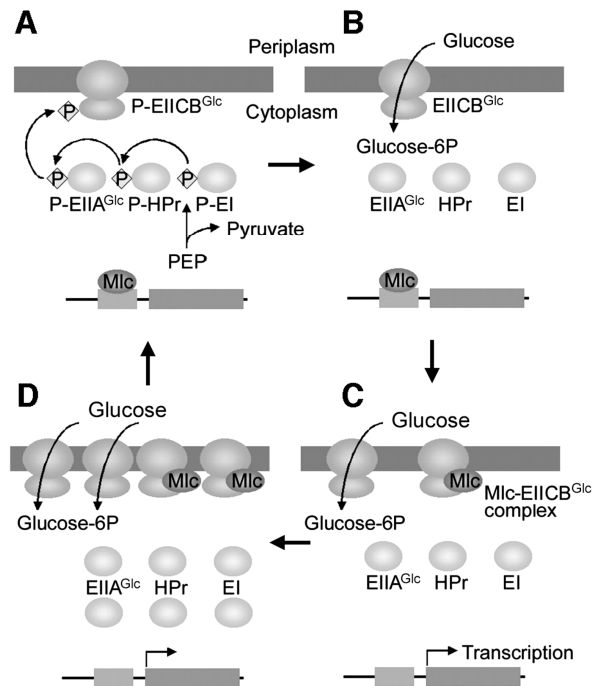 A
Periplasm
P-EIICB^Glc
P
Cytoplasm
P P P
P-EIIA^Glc P-HPr P-EI
Pyruvate
PEP
Mlc
B
Glucose
EIICB^Glc
Glucose-6P
EIIA^Glc HPr EI
Mlc
D
Glucose
Mlc Mlc
Glucose-6P
EIIA^Glc HPr EI
C
Glucose
Mlc
Mlc-EIICB^Glc
complex
Glucose-6P
EIIA^Glc HPr EI
Transcription